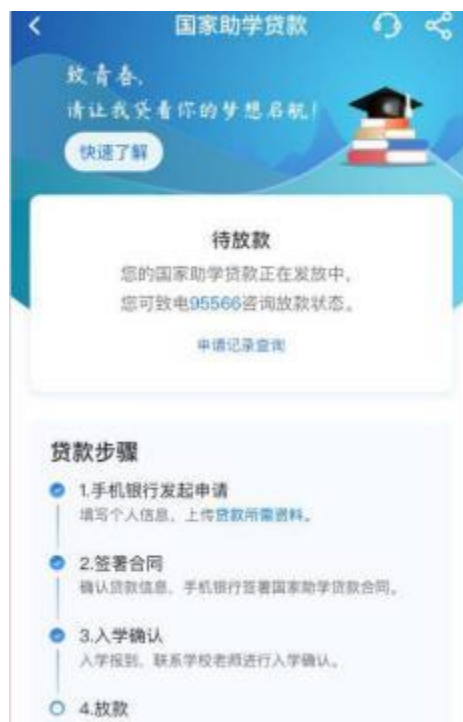 国家助学贷款
致青春,
请让我贷着你的梦想启航!
快速了解
待放款
您的国家助学贷款正在发放中,
您可致电95566咨询放款状态。
申请记录查询
贷款步骤
1.手机银行发起申请
填写个人信息、上传贷款所需资料。
2.签署合同
确认贷款信息、手机银行签署国家助学贷款合同。
3.入学确认
入学报到、联系学校老师进行入学确认。
4.放款